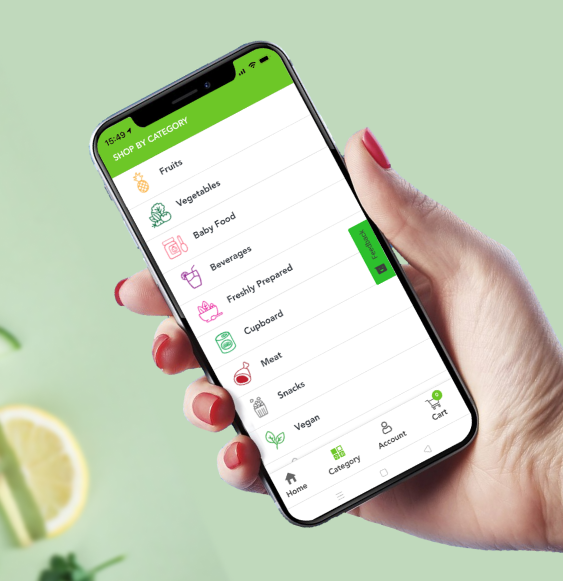 15:49
SHOP BY CATEGORY
Fruits
Vegetables
Baby Food
Beverages
Freshly Prepared
Feedback
Cupboard
Meat
Snacks
Vegan
Home
Category
Account
0
Cart